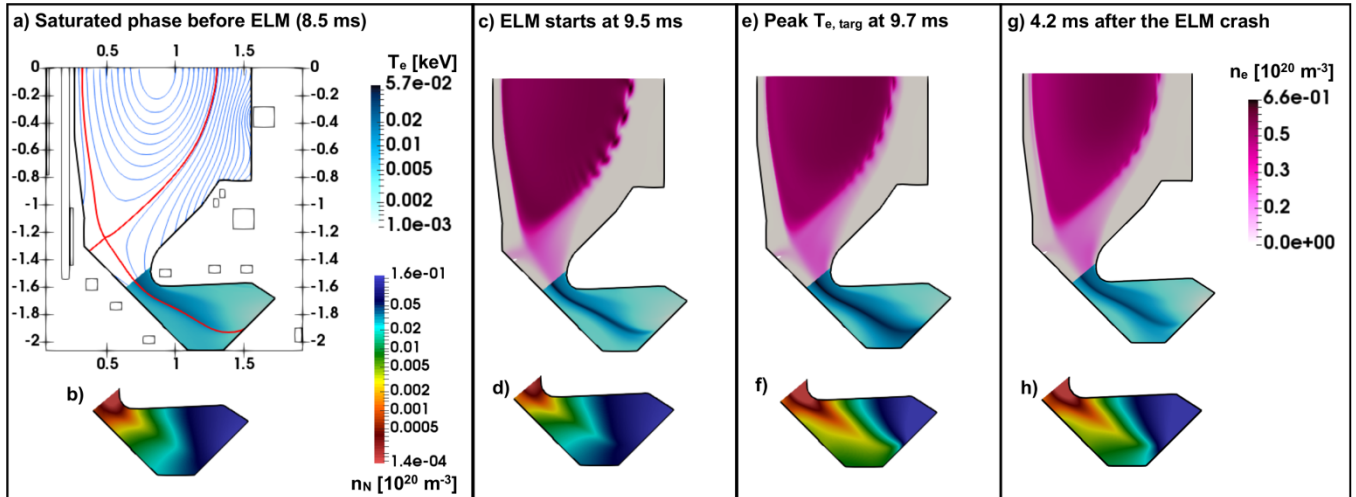 a) Saturated phase before ELM (8.5 ms)
0.5 1 1.5
0 0
-0.2 -0.2
-0.4 -0.4
-0.6 -0.6
-0.8 -0.8
-1 -1
-1.2 -1.2
-1.4 -1.4
-1.6 -1.6
-1.8 -1.8
-2 -2
0.5 1 1.5
T_e [keV]
5.7e-02
0.02
0.01
0.005
0.002
1.0e-03
1.6e-01
0.05
0.02
0.01
0.005
0.002
0.001
0.0005
1.4e-04
n_N [10^20 m^-3]
b)
c) ELM starts at 9.5 ms
d)
e) Peak T_e, targ at 9.7 ms
f)
g) 4.2 ms after the ELM crash
n_e [10^20 m^-3]
6.6e-01
0.5
0.4
0.3
0.2
0.0e+00
h)